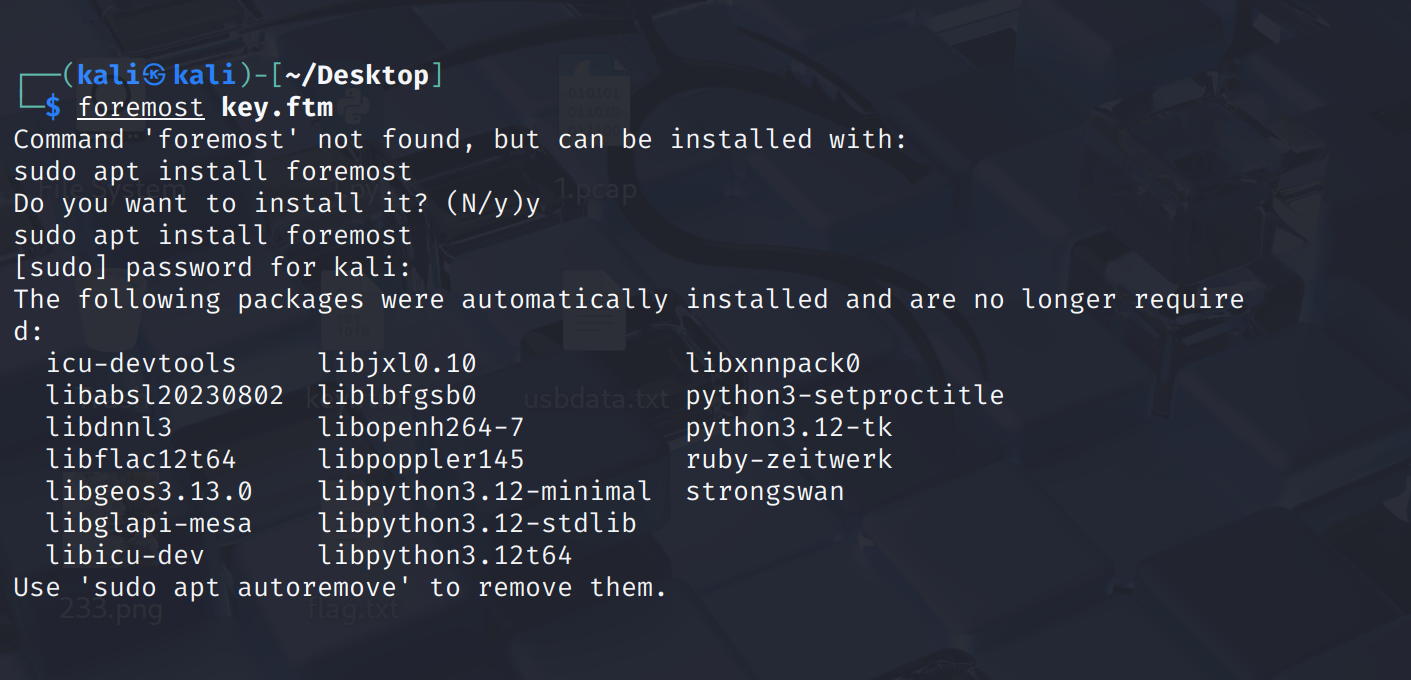 ┌──(kali㉿kali)-[~/Desktop]
└─$ foremost key.ftm
Command 'foremost' not found, but can be installed with:
sudo apt install foremost
Do you want to install it? (N/y)y
sudo apt install foremost
[sudo] password for kali:
The following packages were automatically installed and are no longer require
d:
  icu-devtools     libjxl0.10             libxnnpack0
  libabsl20230802  liblbfgsb0             python3-setproctitle
  libdnnl3         libopenh264-7          python3.12-tk
  libflac12t64     libpoppler145          ruby-zeitwerk
  libgeos3.13.0    libpython3.12-minimal  strongswan
  libglapi-mesa    libpython3.12-stdlib
  libicu-dev       libpython3.12t64
Use 'sudo apt autoremove' to remove them.
File System
1.pcap
usbdata.txt
233.png
flag.txt